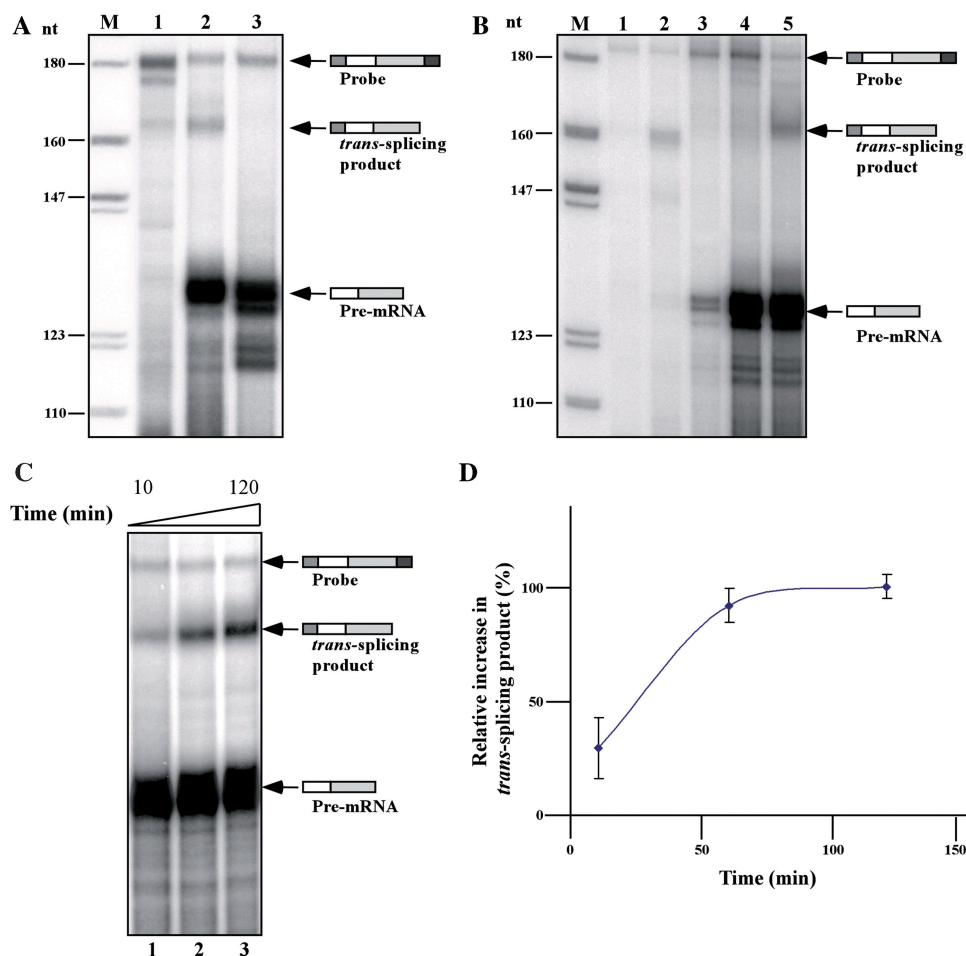 A
nt M 1 2 3
180
160
147
123
110
Probe
trans-splicing
product
Pre-mRNA
B
nt M 1 2 3 4 5
180
160
147
123
110
Probe
trans-splicing
product
Pre-mRNA
C
10 120
Time (min)
Probe
trans-splicing
product
Pre-mRNA
1 2 3
D
Relative increase in
trans-splicing product (%)
100
50
0
0 50 100 150
Time (min)